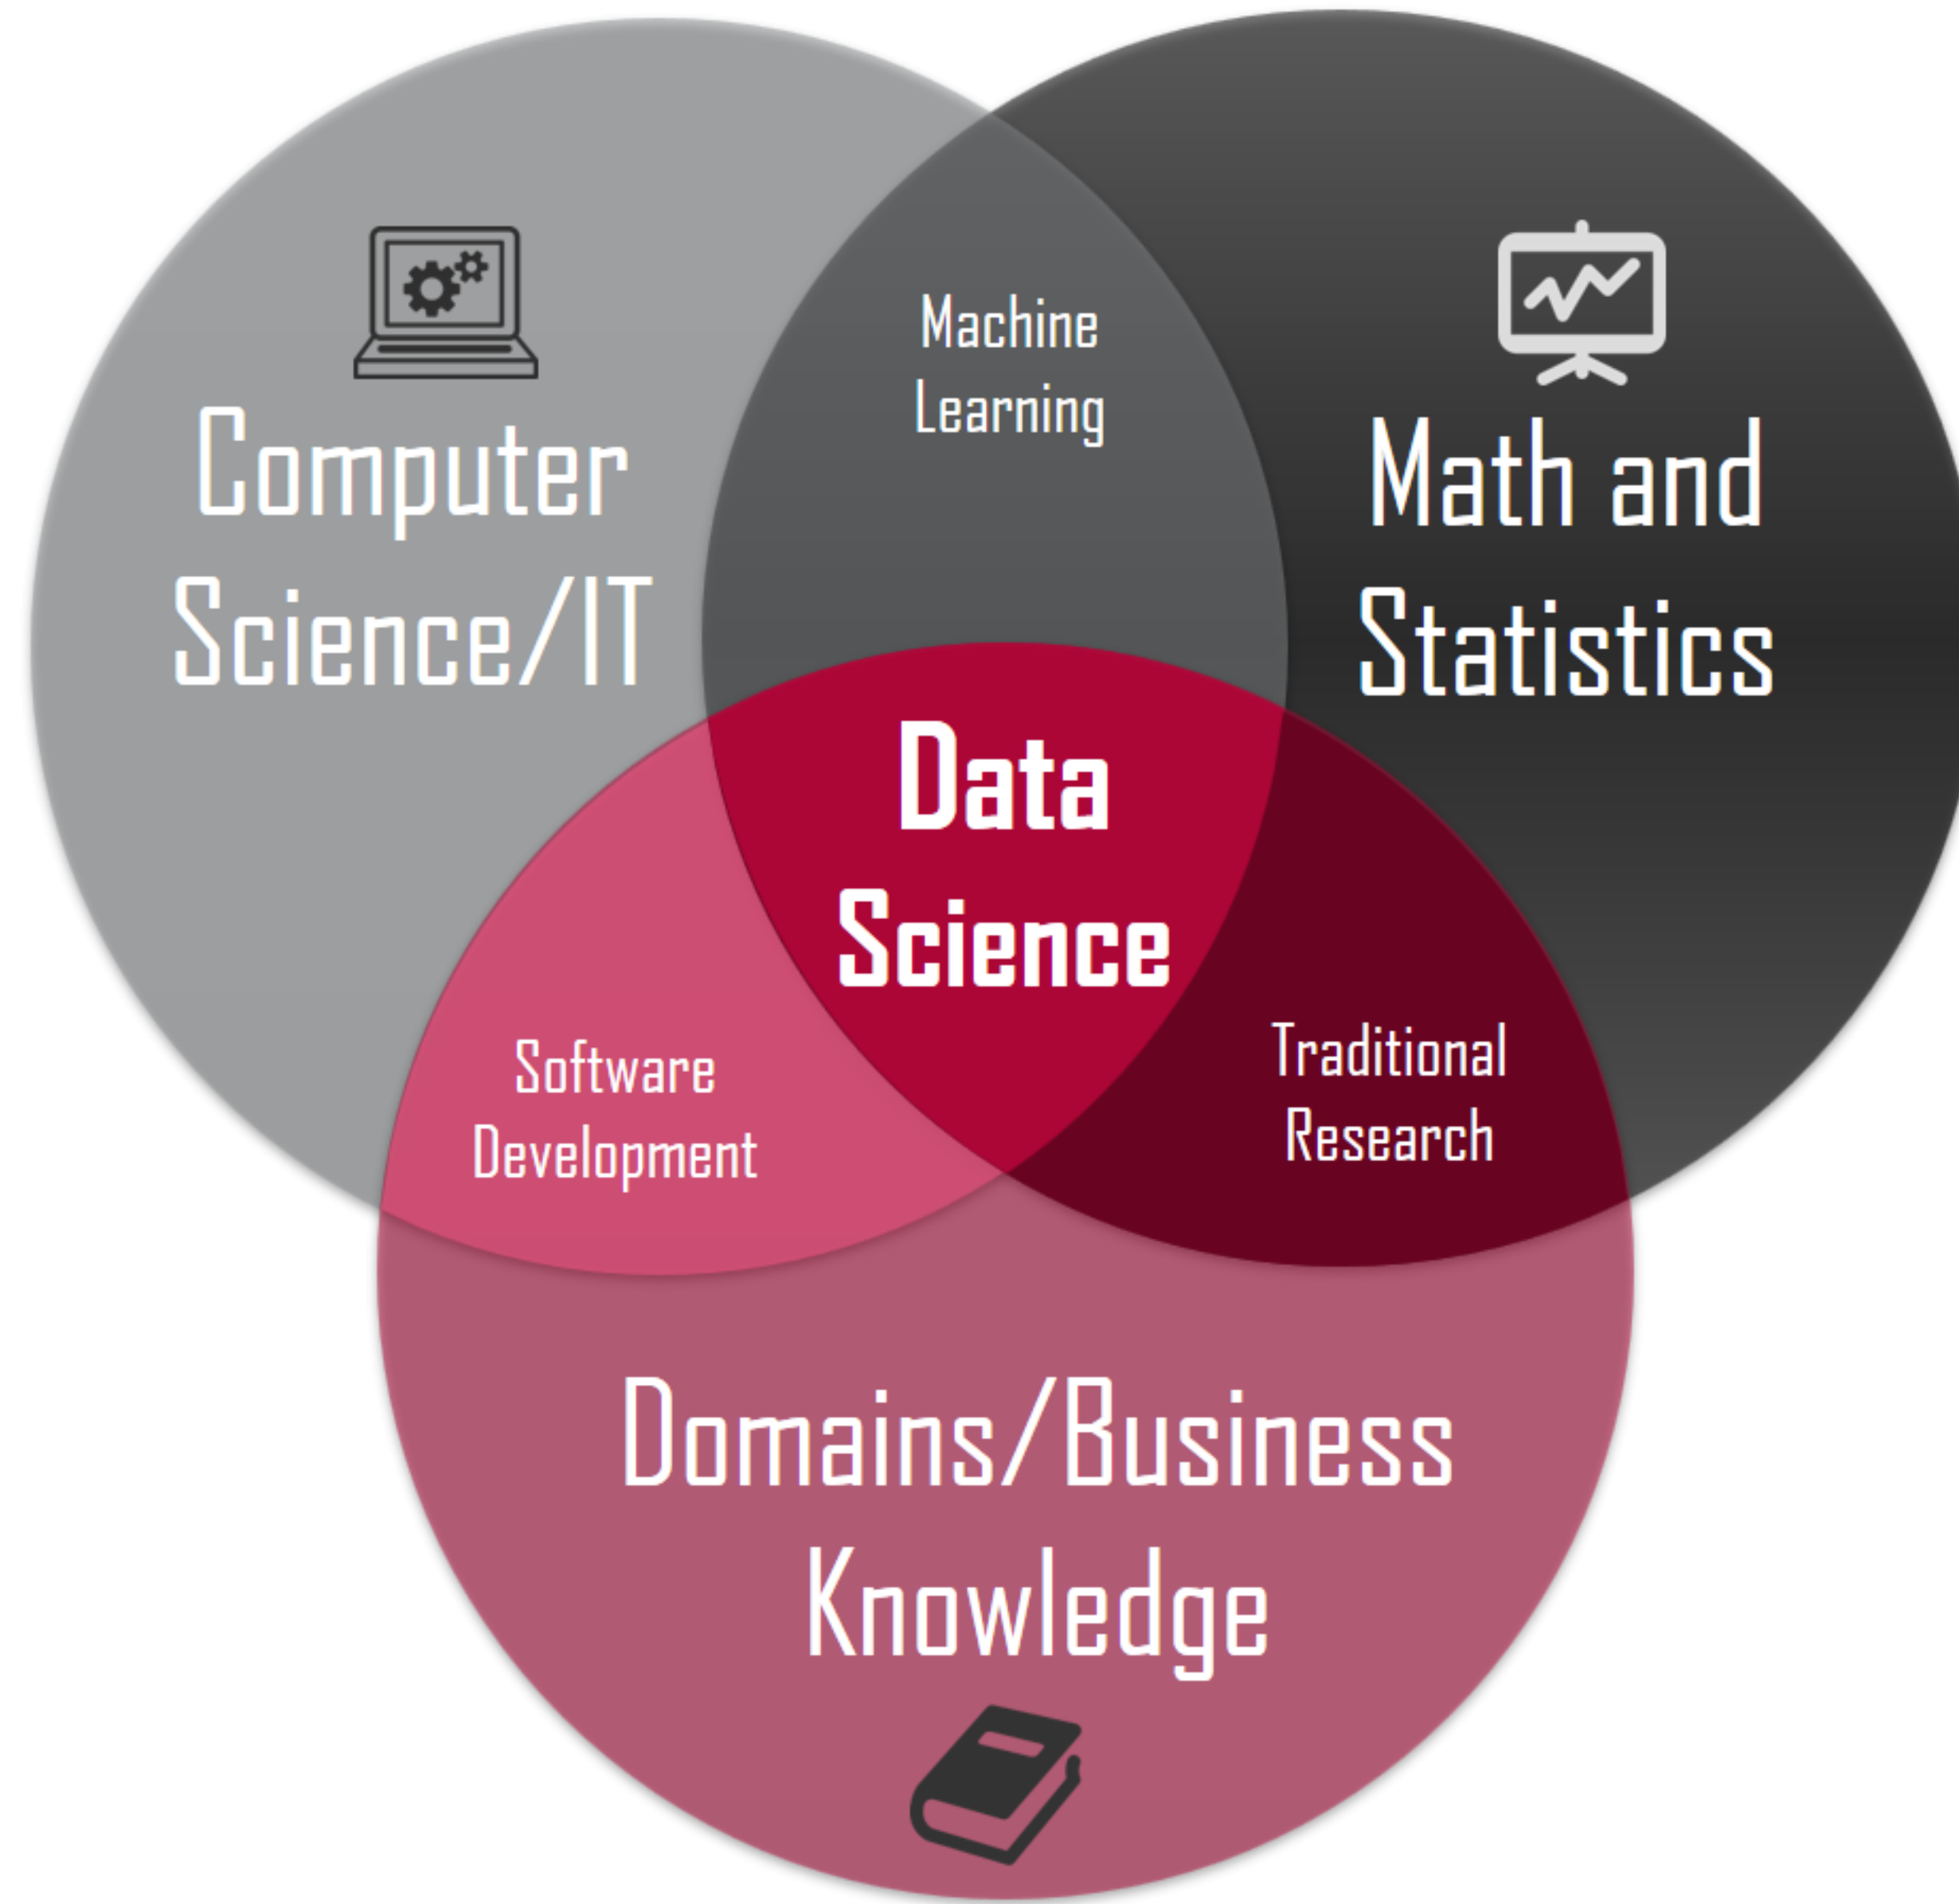 Machine
Learning
Computer
Science/IT
Math and
Statistics
Data
Science
Software
Development
Traditional
Research
Domains/Business
Knowledge